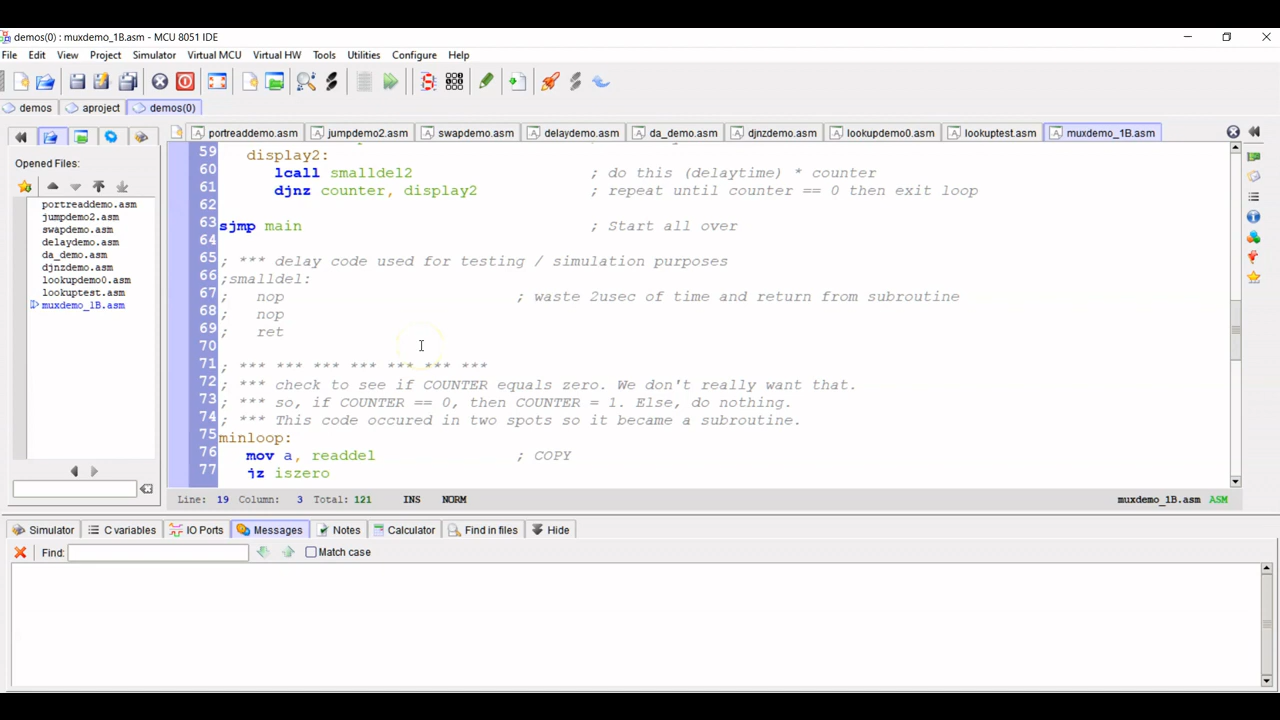 demos(0) : muxdemo_1B.asm - MCU 8051 IDE
File Edit View Project Simulator Virtual MCU Virtual HW Tools Utilities Configure Help
demos aproject demos(0)
portreaddemo.asm jumpdemo2.asm swapdemo.asm delaydemo.asm da_demo.asm djnzdemo.asm lookupdemo0.asm lookuptest.asm muxdemo_1B.asm
Opened Files:
portreaddemo.asm
jumpdemo2.asm
swapdemo.asm
delaydemo.asm
da_demo.asm
djnzdemo.asm
lookupdemo0.asm
lookuptest.asm
muxdemo_1B.asm
59
display2:
60 lcall smalldel2 ; do this (delaytime) * counter
61 djnz counter, display2 ; repeat until counter == 0 then exit loop
62
63 sjmp main ; Start all over
64
65 ; *** delay code used for testing / simulation purposes
66 ;smalldel:
67 ; nop ; waste 2usec of time and return from subroutine
68 ; nop
69 ; ret
70
71 ; *** *** *** *** *** *** ***
72 ; *** check to see if COUNTER equals zero. We don't really want that.
73 ; *** so, if COUNTER == 0, then COUNTER = 1. Else, do nothing.
74 ; *** This code occured in two spots so it became a subroutine.
75 minloop:
76 mov a, readdel ; COPY
77 jz iszero
Line: 19 Column: 3 Total: 121 INS NORM muxdemo_1B.asm ASM
Simulator C variables IO Ports Messages Notes Calculator Find in files Hide
Find: Match case